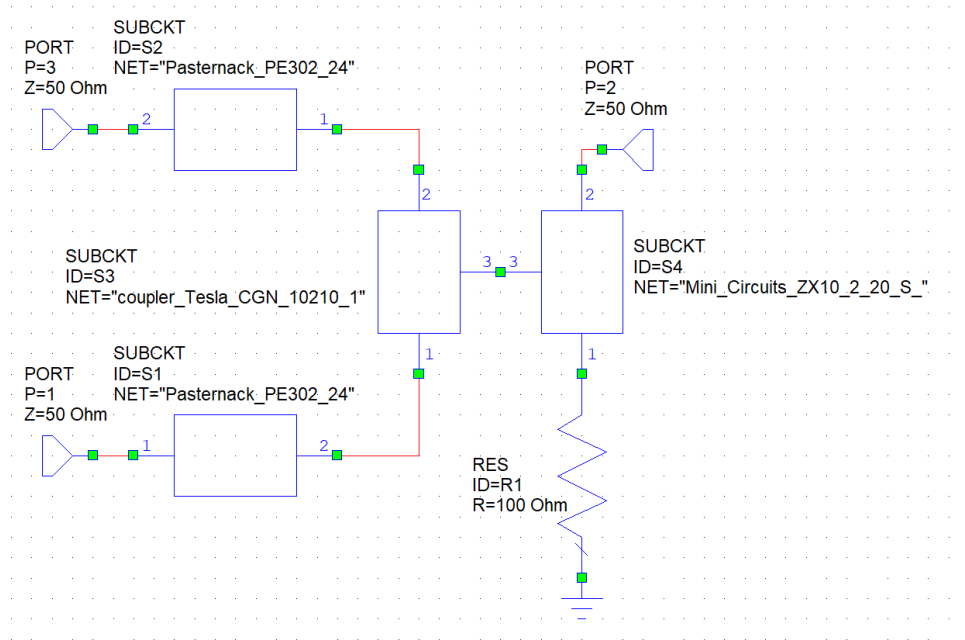 SUBCKT
ID=S2
NET="Pasternack_PE302_24"
PORT
P=3
Z=50 Ohm
2
1
PORT
P=2
Z=50 Ohm
2
2
SUBCKT
ID=S3
NET="coupler_Tesla_CGN_10210_1"
3
3
SUBCKT
ID=S4
NET="Mini_Circuits_ZX10_2_20_S_"
1
1
SUBCKT
ID=S1
NET="Pasternack_PE302_24"
PORT
P=1
Z=50 Ohm
1
2
RES
ID=R1
R=100 Ohm